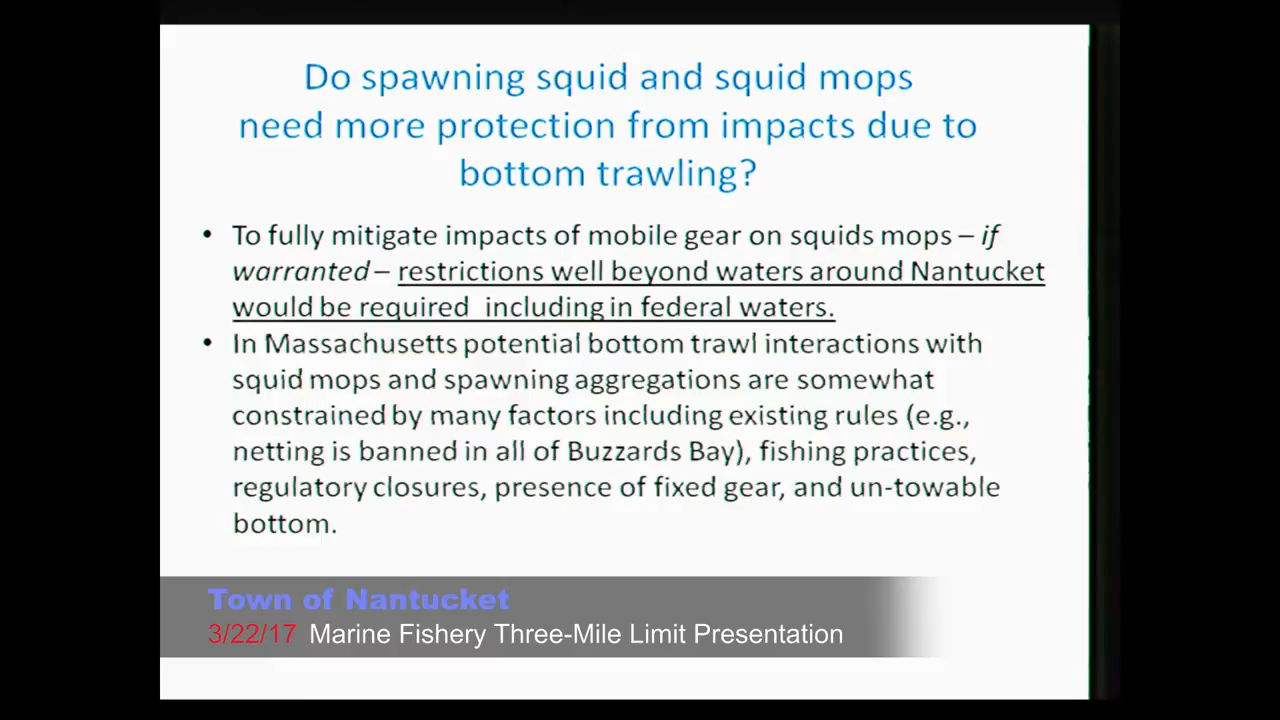 Do spawning squid and squid mops
need more protection from impacts due to
bottom trawling?
• To fully mitigate impacts of mobile gear on squids mops – if
warranted – restrictions well beyond waters around Nantucket
would be required including in federal waters.
• In Massachusetts potential bottom trawl interactions with
squid mops and spawning aggregations are somewhat
constrained by many factors including existing rules (e.g.,
netting is banned in all of Buzzards Bay), fishing practices,
regulatory closures, presence of fixed gear, and un-towable
bottom.
Town of Nantucket
3/22/17 Marine Fishery Three-Mile Limit Presentation